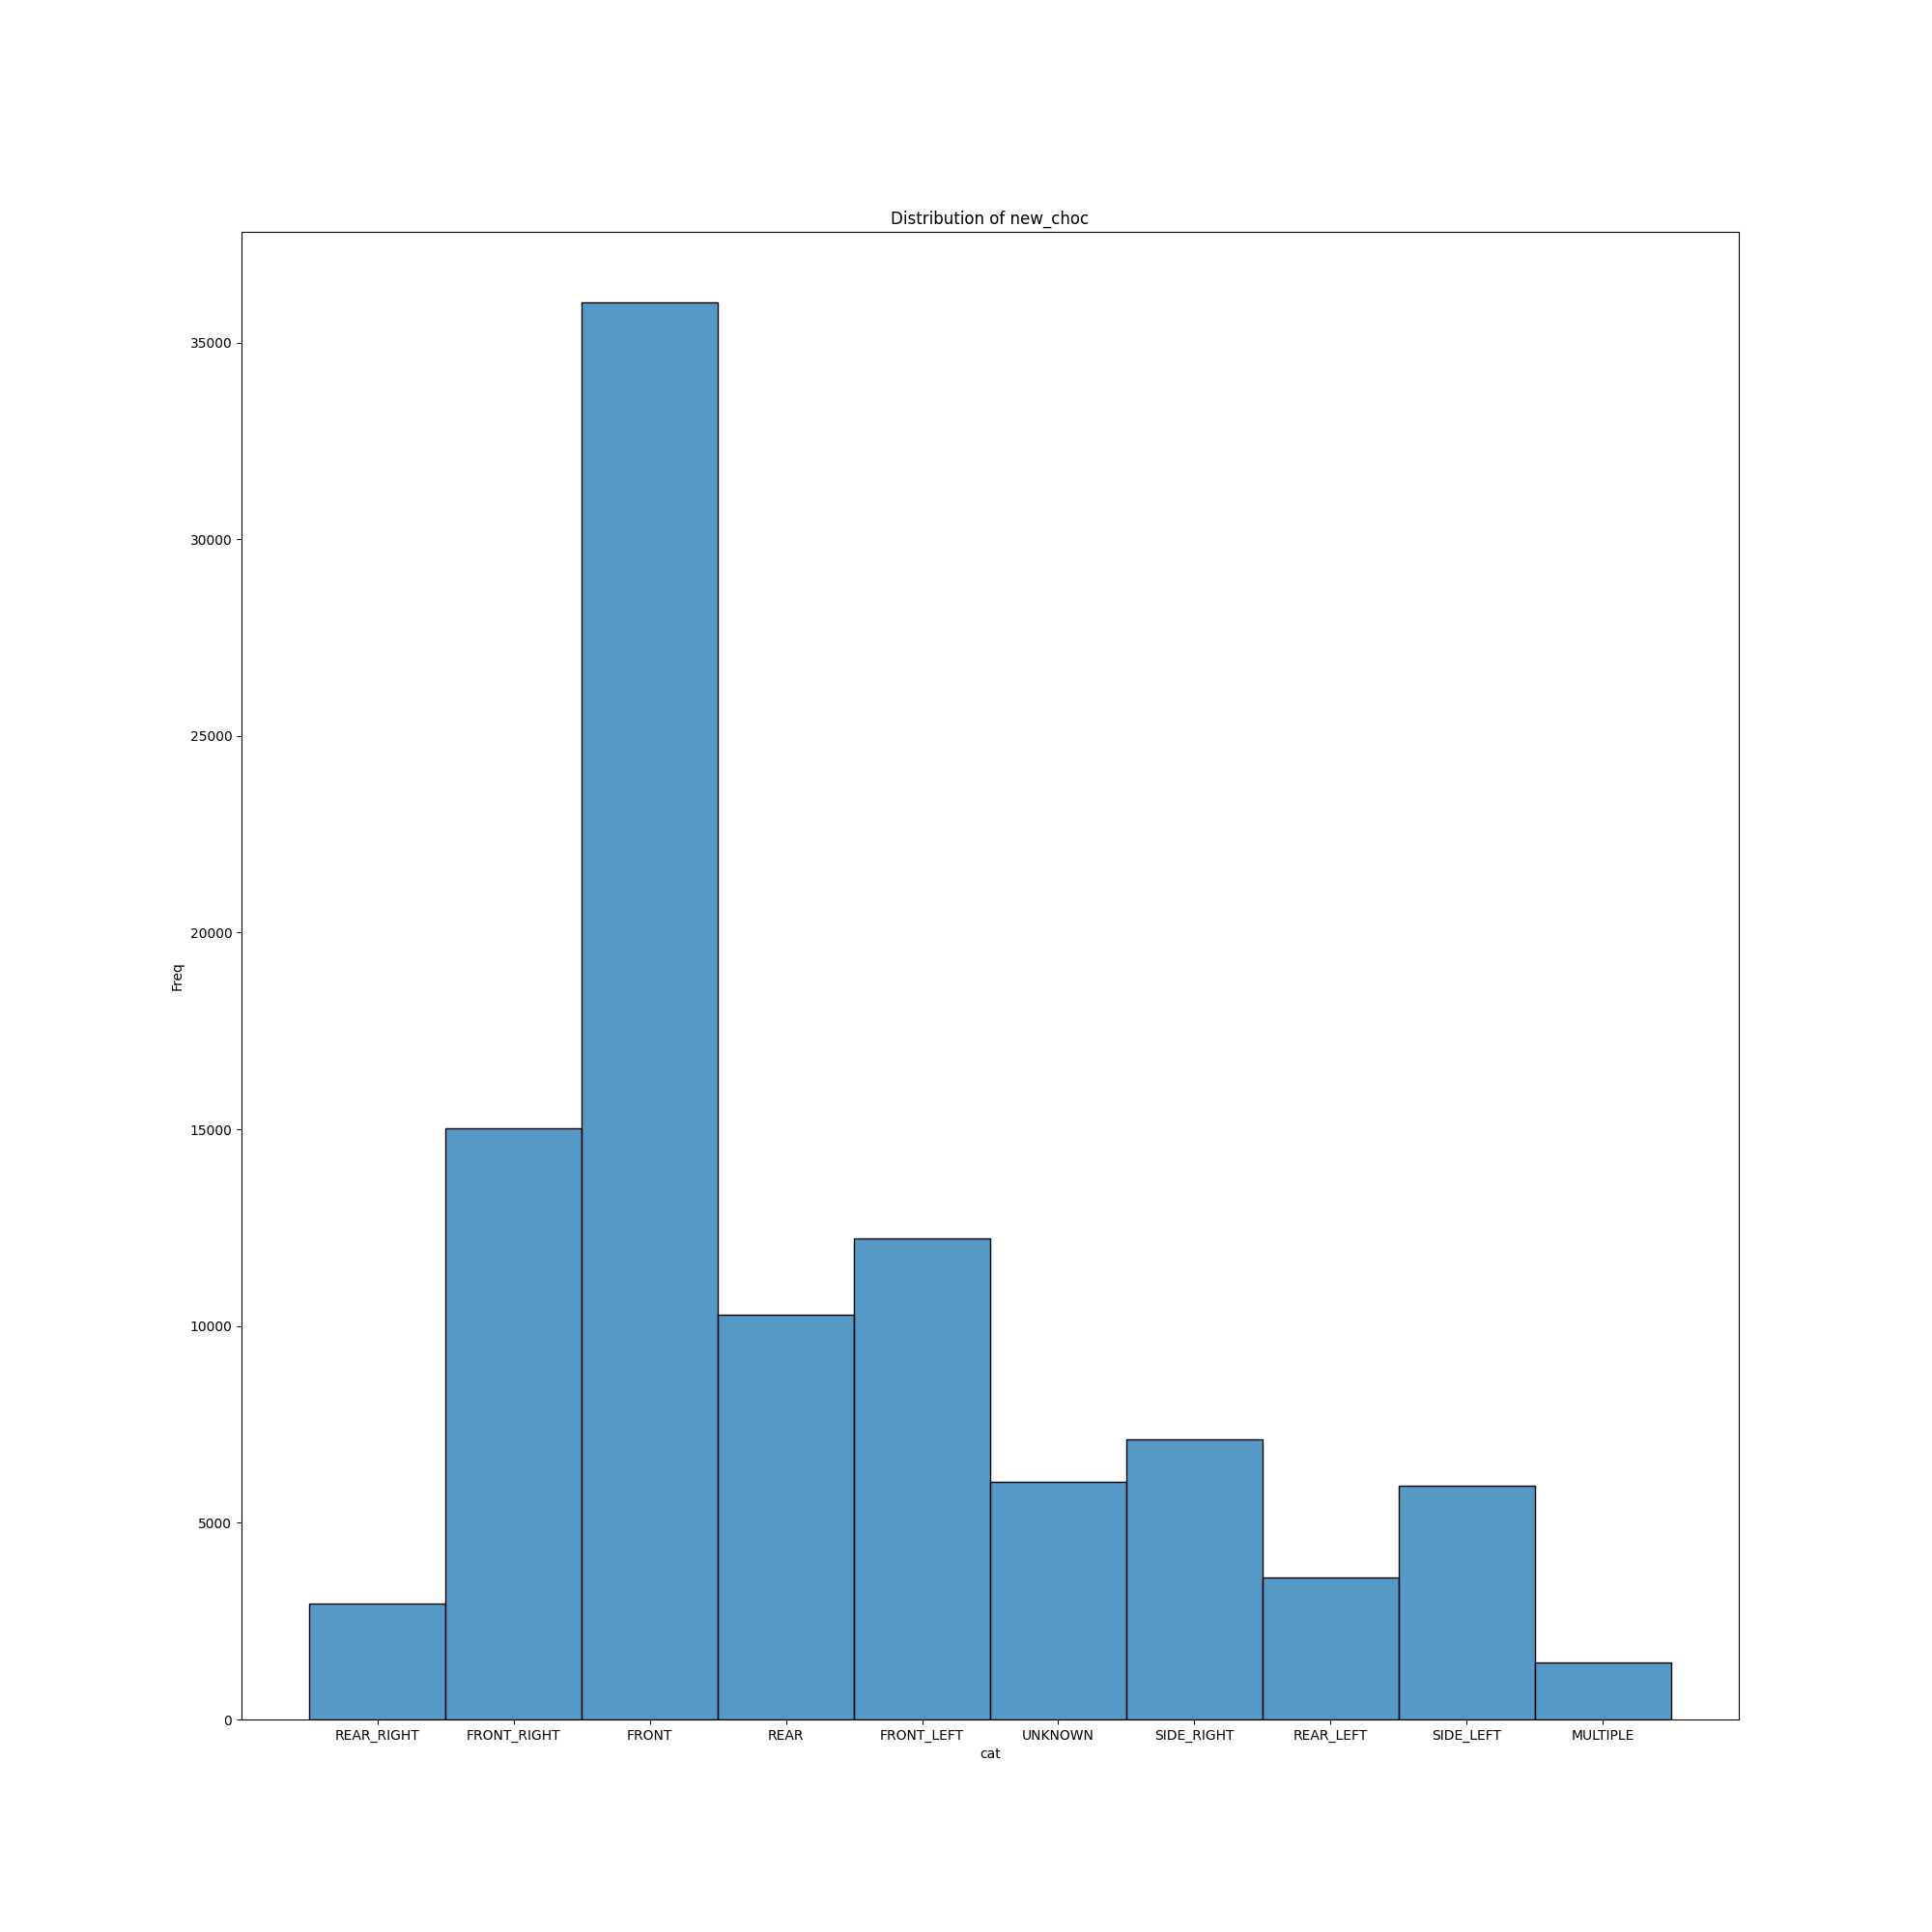 Distribution of new_choc
35000
30000
25000
20000
15000
10000
5000
0
Freq
REAR_RIGHT FRONT_RIGHT FRONT REAR FRONT_LEFT UNKNOWN SIDE_RIGHT REAR_LEFT SIDE_LEFT MULTIPLE
cat